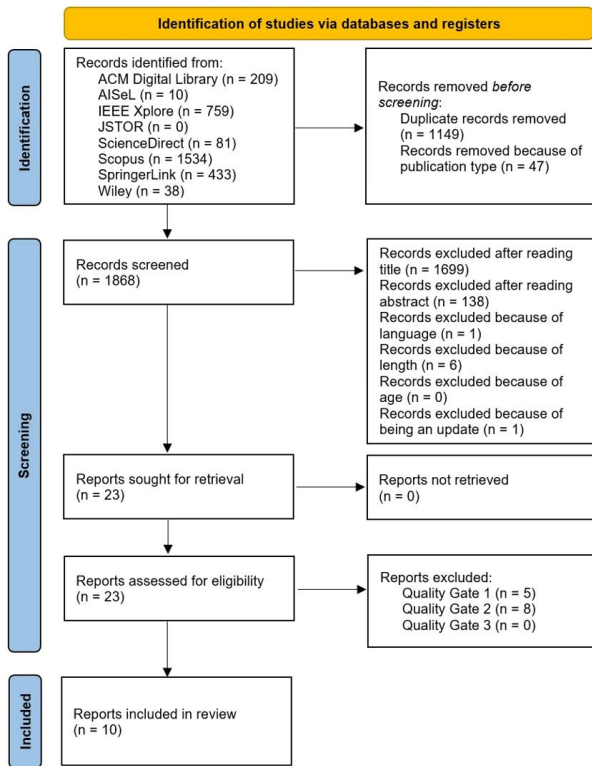 Identification of studies via databases and registers
Identification
Records identified from:
ACM Digital Library (n = 209)
AISeL (n = 10)
IEEE Xplore (n = 759)
JSTOR (n = 0)
ScienceDirect (n = 81)
Scopus (n = 1534)
SpringerLink (n = 433)
Wiley (n = 38)
Records removed before
screening:
Duplicate records removed
(n = 1149)
Records removed because of
publication type (n = 47)
Screening
Records screened
(n = 1868)
Records excluded after reading
title (n = 1699)
Records excluded after reading
abstract (n = 138)
Records excluded because of
language (n = 1)
Records excluded because of
length (n = 6)
Records excluded because of
age (n = 0)
Records excluded because of
being an update (n = 1)
Reports sought for retrieval
(n = 23)
Reports not retrieved
(n = 0)
Reports assessed for eligibility
(n = 23)
Reports excluded:
Quality Gate 1 (n = 5)
Quality Gate 2 (n = 8)
Quality Gate 3 (n = 0)
Included
Reports included in review
(n = 10)